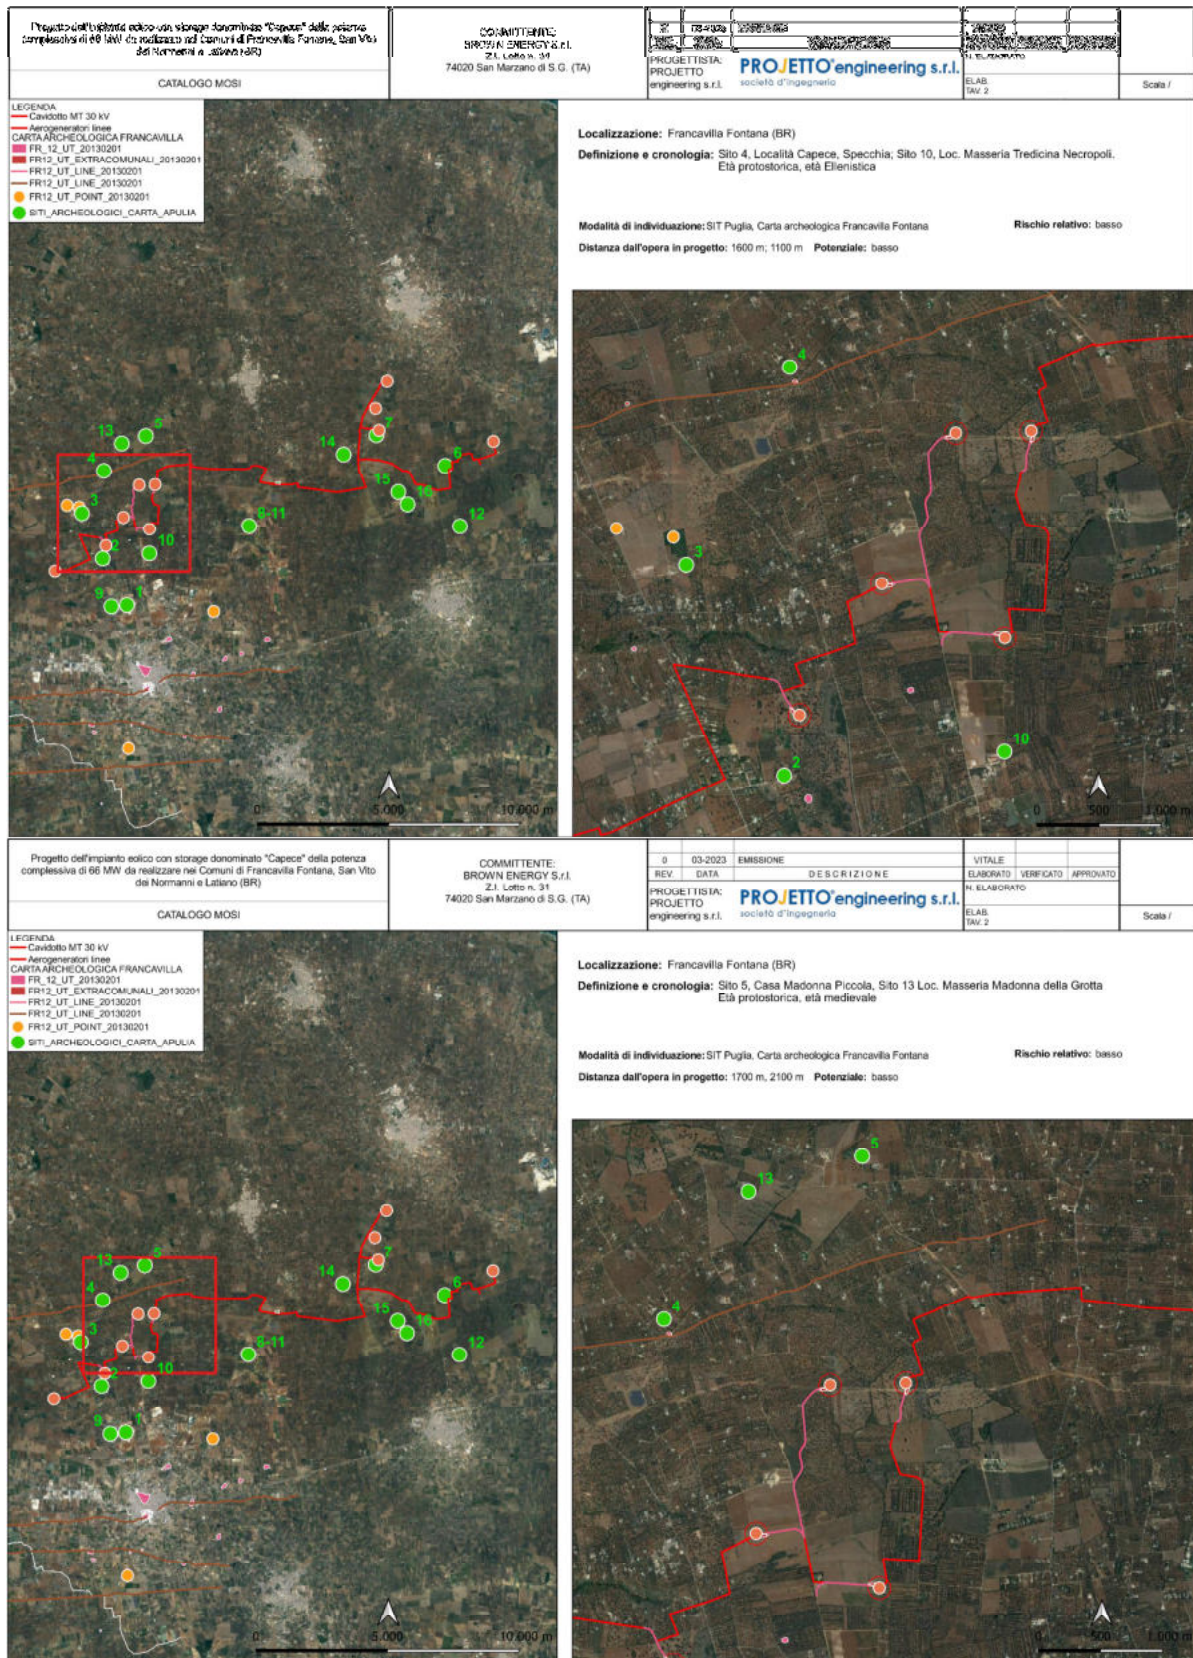 Progetto dell'impianto eolico con storage denominato "Capece" della potenza
complessiva di 66 MW da realizzare nei Comuni di Francavilla Fontana, San Vito
dei Normanni e Latiano (BR)
CATALOGO MOSI
COMMITTENTE:
BROWN ENERGY S.r.l.
Z.I. Lotto n. 31
74020 San Marzano di S.G. (TA)
PROGETTISTA:
PROJETTO
engineering s.r.l.
PROJETTO engineering s.r.l.
società d'ingegneria
N. ELABORATO
ELAB.
TAV. 2
Scala /
LEGENDA
Cavidotto MT 30 kV
Aerogeneratori linee
CARTA ARCHEOLOGICA FRANCAVILLA
FR_12_UT_20130201
FR12_UT_EXTRACOMUNALI_20130201
FR12_UT_LINE_20130201
FR12_UT_LINE_20130201
FR12_UT_POINT_20130201
SITI_ARCHEOLOGICI_CARTA_APULIA
13
5
4
3
2
10
9
1
8-11
14
7
6
15
16
12
0
5.000
10.000 m
Localizzazione: Francavilla Fontana (BR)
Definizione e cronologia: Sito 4, Località Capece, Specchia; Sito 10, Loc. Masseria Tredicina Necropoli.
Età protostorica, età Ellenistica
Modalità di individuazione: SIT Puglia, Carta archeologica Francavilla Fontana
Rischio relativo: basso
Distanza dall'opera in progetto: 1600 m; 1100 m Potenziale: basso
4
3
2
10
0
500
1.000 m
Progetto dell'impianto eolico con storage donominato "Capece" della potenza
complessiva di 66 MW da realizzare nei Comuni di Francavilla Fontana, San Vito
dei Normanni e Latiano (BR)
CATALOGO MOSI
COMMITTENTE:
BROWN ENERGY S.r.l.
Z.I. Lotto n. 31
74020 San Marzano di S.G. (TA)
0 03-2023 EMISSIONE VITALE
REV. DATA DESCRIZIONE ELABORATO VERIFICATO APPROVATO
PROGETTISTA:
PROJETTO
engineering s.r.l.
PROJETTO engineering s.r.l.
società d'ingegneria
N. ELABORATO
ELAB.
TAV. 2
Scala /
LEGENDA
Cavidotto MT 30 kV
Aerogeneratori linee
CARTA ARCHEOLOGICA FRANCAVILLA
FR_12_UT_20130201
FR12_UT_EXTRACOMUNALI_20130201
FR12_UT_LINE_20130201
FR12_UT_LINE_20130201
FR12_UT_POINT_20130201
SITI_ARCHEOLOGICI_CARTA_APULIA
13
5
4
3
2
10
9
1
8-11
14
7
6
15
16
12
5.000
10.000 m
Localizzazione: Francavilla Fontana (BR)
Definizione e cronologia: Sito 5, Casa Madonna Piccola, Sito 13 Loc. Masseria Madonna della Grotta
Età protostorica, età medievale
Modalità di individuazione: SIT Puglia, Carta archeologica Francavilla Fontana
Rischio relativo: basso
Distanza dall'opera in progetto: 1700 m, 2100 m Potenziale: basso
5
13
4
0
500
1.000 m